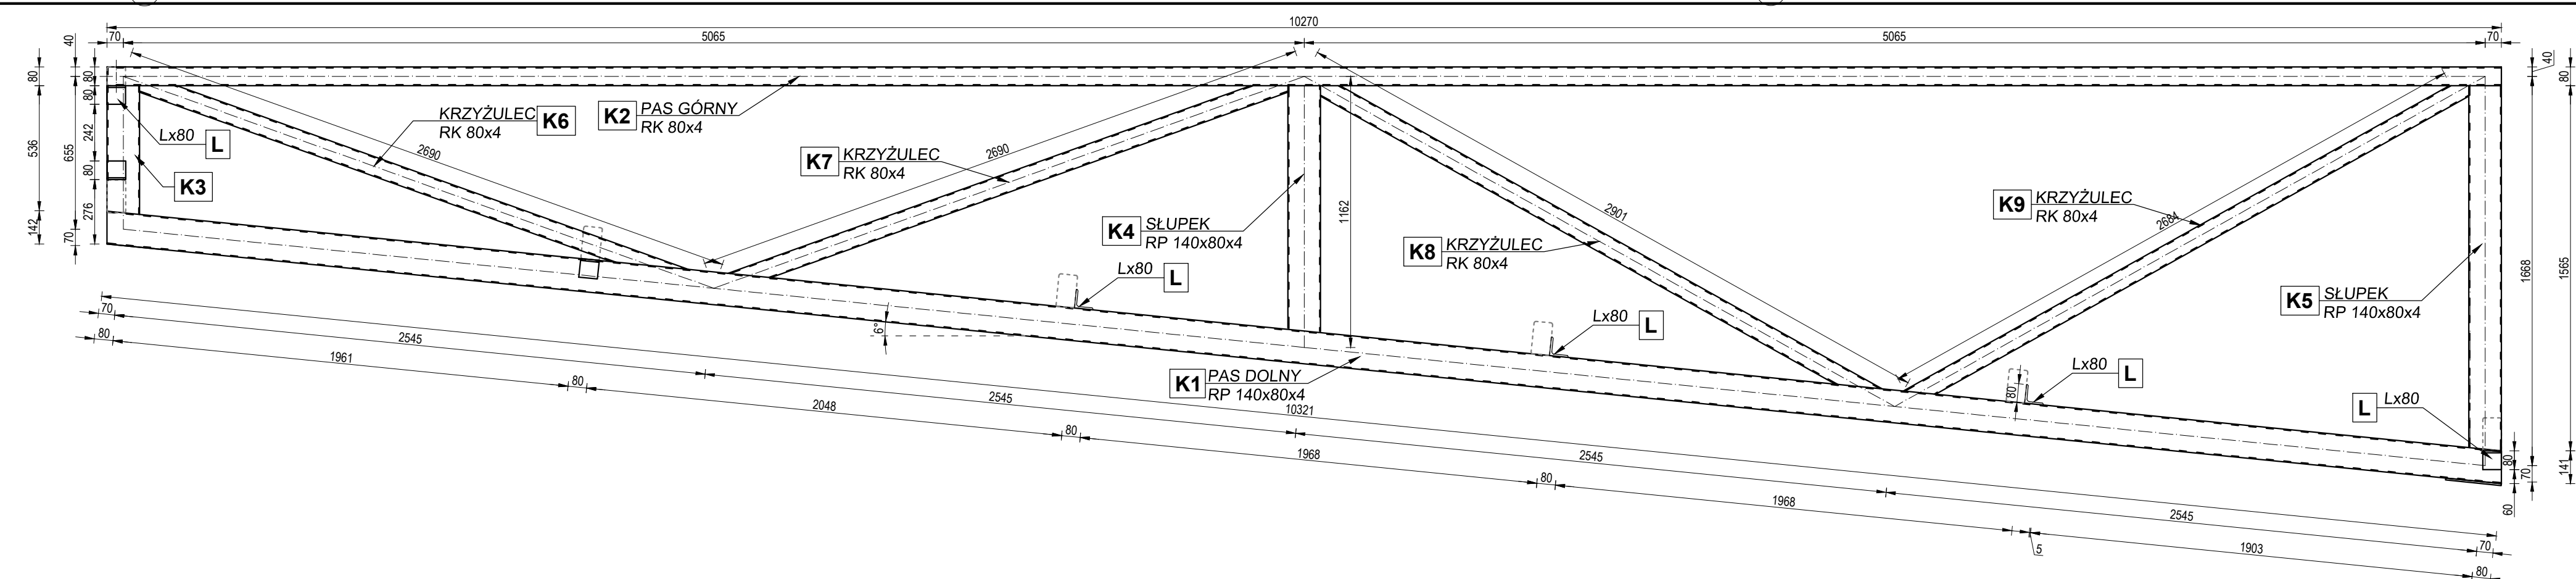 10270
70
5065
5065
70
40
80
80
80
242
80
276
536
655
142
70
40
80
Lx80 L
K3
KRZYŻULEC K6
RK 80x4
2690
K2 PAS GÓRNY
RK 80x4
K7 KRZYŻULEC
RK 80x4
2690
K4 SŁUPEK
RP 140x80x4
1162
Lx80 L
2901
K8 KRZYŻULEC
RK 80x4
K9 KRZYŻULEC
RK 80x4
2684
K5 SŁUPEK
RP 140x80x4
1668
1565
Lx80 L
Lx80 L
L Lx80
80
80
70
141
60
6°
K1 PAS DOLNY
RP 140x80x4
10321
70
2545
2545
2545
2545
70
80
1961
80
2048
80
1968
80
1968
5
1903
80